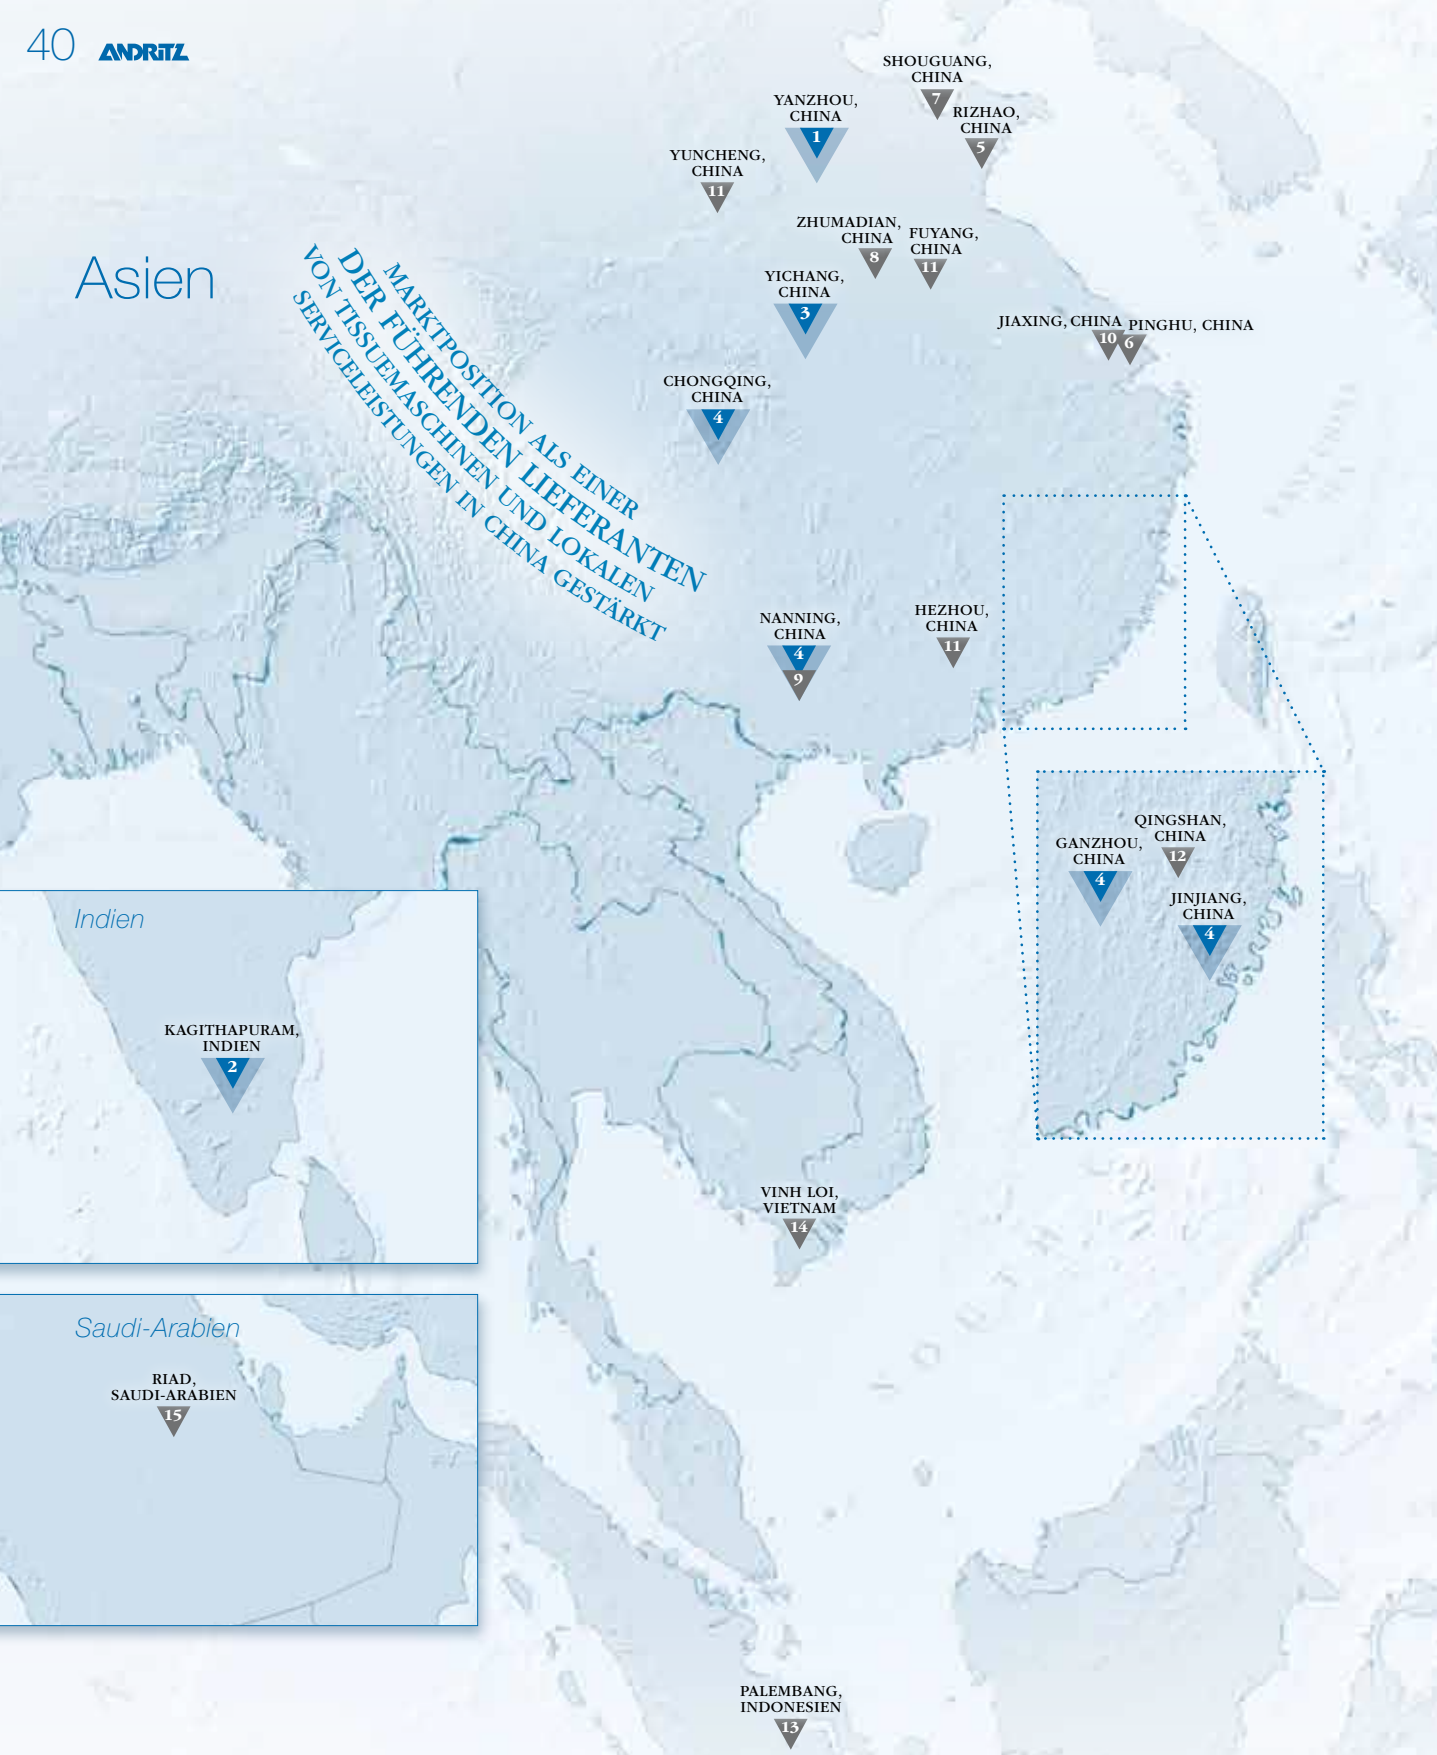 40 ANDRITZ
SHOUGUANG,
CHINA
7
YANZHOU,
CHINA
1
RIZHAO,
CHINA
5
YUNCHENG,
CHINA
11
ZHUMADIAN,
CHINA
8
FUYANG,
CHINA
11
Asien
MARKTPOSITION ALS EINER
DER FÜHRENDEN LIEFERANTEN
VON TISSUEMASCHINEN UND LOKALEN
SERVICELEISTUNGEN IN CHINA GESTÄRKT
YICHANG,
CHINA
3
JIAXING, CHINA
10
PINGHU, CHINA
6
CHONGQING,
CHINA
4
NANNING,
CHINA
4
9
HEZHOU,
CHINA
11
QINGSHAN,
CHINA
12
GANZHOU,
CHINA
4
JINJIANG,
CHINA
4
Indien
KAGITHAPURAM,
INDIEN
2
VINH LOI,
VIETNAM
14
Saudi-Arabien
RIAD,
SAUDI-ARABIEN
15
PALEMBANG,
INDONESIEN
13